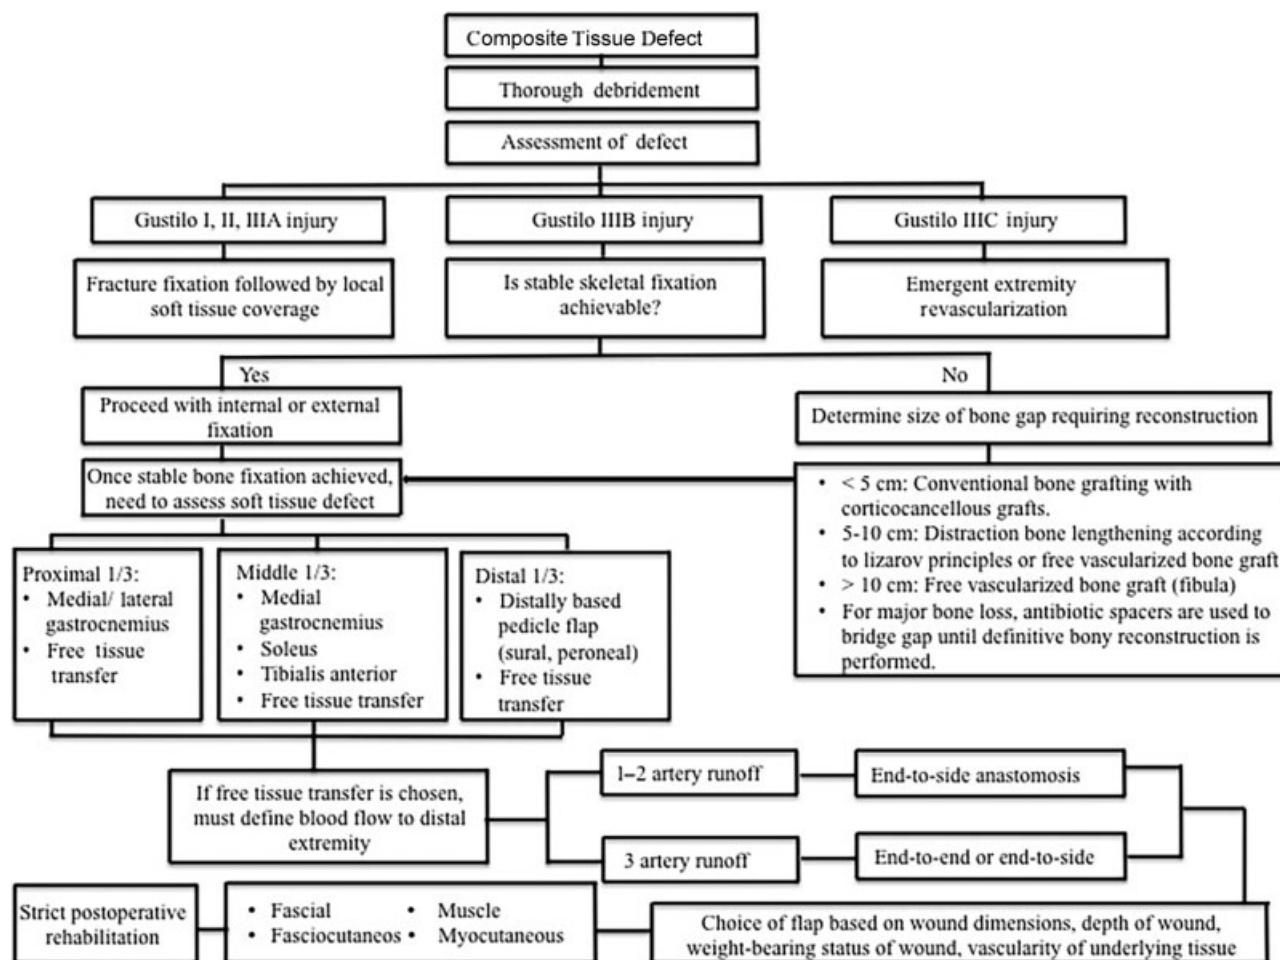 Composite Tissue Defect
Thorough debridement
Assessment of defect
Gustilo I, II, IIIA injury
Gustilo IIIB injury
Gustilo IIIC injury
Fracture fixation followed by local
soft tissue coverage
Is stable skeletal fixation
achievable?
Emergent extremity
revascularization
Yes
No
Proceed with internal or external
fixation
Determine size of bone gap requiring reconstruction
Once stable bone fixation achieved,
need to assess soft tissue defect
• < 5 cm: Conventional bone grafting with
corticocancellous grafts.
• 5-10 cm: Distraction bone lengthening according
to lizarov principles or free vascularized bone graft
• > 10 cm: Free vascularized bone graft (fibula)
• For major bone loss, antibiotic spacers are used to
bridge gap until definitive bony reconstruction is
performed.
Proximal 1/3:
• Medial/ lateral
gastrocnemius
• Free tissue
transfer
Middle 1/3:
• Medial
gastrocnemius
• Soleus
• Tibialis anterior
• Free tissue transfer
Distal 1/3:
• Distally based
pedicle flap
(sural, peroneal)
• Free tissue
transfer
If free tissue transfer is chosen,
must define blood flow to distal
extremity
1–2 artery runoff
End-to-side anastomosis
3 artery runoff
End-to-end or end-to-side
Choice of flap based on wound dimensions, depth of wound,
weight-bearing status of wound, vascularity of underlying tissue
• Fascial
• Fasciocutaneos
• Muscle
• Myocutaneous
Strict postoperative
rehabilitation